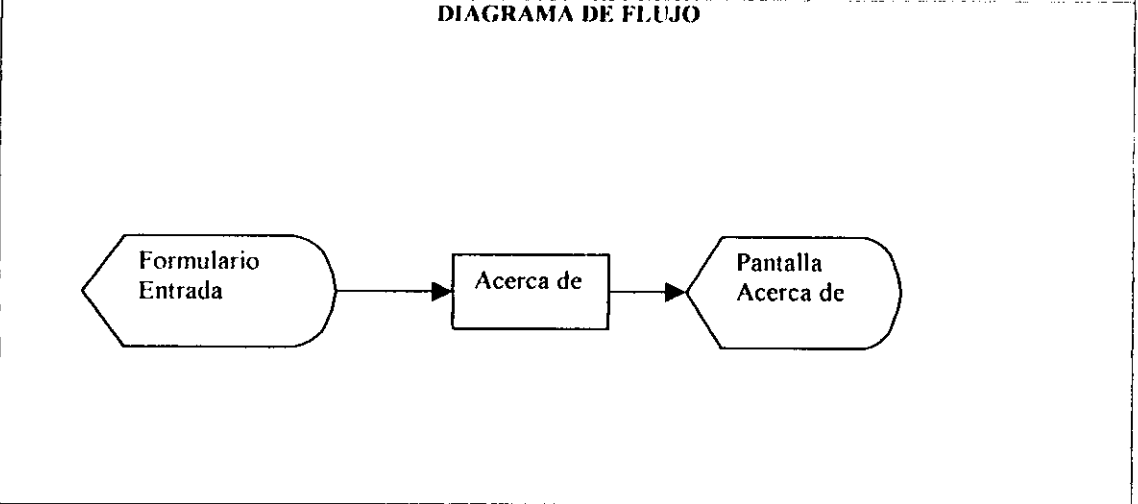 DIAGRAMA DE FLUJO
Formulario
Entrada
Acerca de
Pantalla
Acerca de